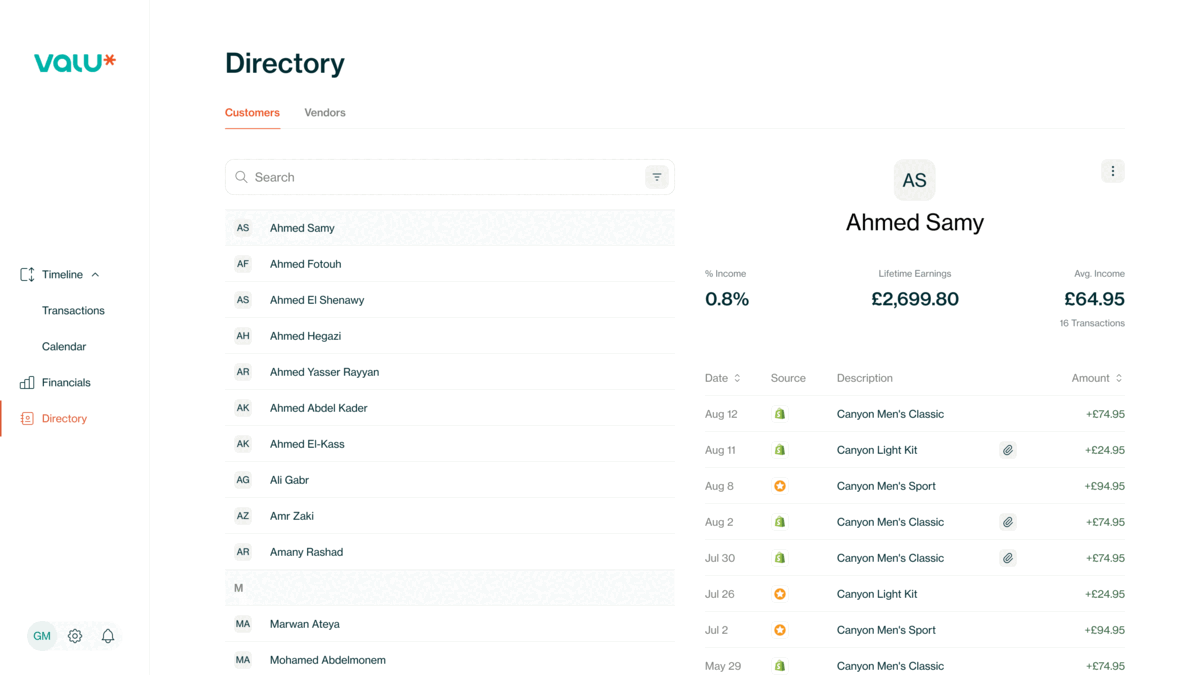 valu*
Timeline
Transactions
Calendar
Financials
Directory
GM
Directory
Customers Vendors
Search
AS Ahmed Samy
AF Ahmed Fotouh
AS Ahmed El Shenawy
AH Ahmed Hegazi
AR Ahmed Yasser Rayyan
AK Ahmed Abdel Kader
AK Ahmed El-Kass
AG Ali Gabr
AZ Amr Zaki
AR Amany Rashad
M
MA Marwan Ateya
MA Mohamed Abdelmonem
AS
Ahmed Samy
% Income Lifetime Earnings Avg. Income
0.8% £2,699.80 £64.95
16 Transactions
Date Source Description Amount
Aug 12 Canyon Men's Classic +£74.95
Aug 11 Canyon Light Kit +£24.95
Aug 8 Canyon Men's Sport +£94.95
Aug 2 Canyon Men's Classic +£74.95
Jul 30 Canyon Men's Classic +£74.95
Jul 26 Canyon Light Kit +£24.95
Jul 2 Canyon Men's Sport +£94.95
May 29 Canyon Men's Classic +£74.95